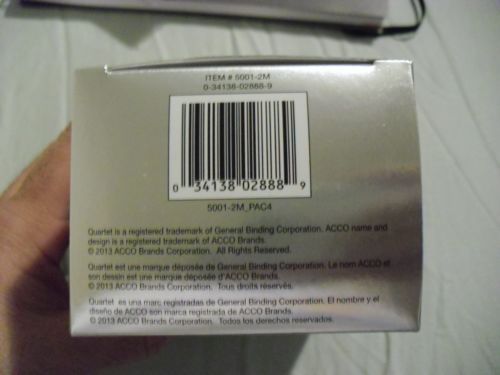 ITEM # 5001-2M
0-34138-02888-9
0 34138 02888 9
5001-2M_PAC4
Quartet is a registered trademark of General Binding Corporation. ACCO name and
design is a registered trademark of ACCO Brands.
© 2013 ACCO Brands Corporation. All Rights Reserved.
Quartet est une marque déposée de General Binding Corporation. Le nom ACCO et
son dessin est une marque déposée d'ACCO Brands.
© 2013 ACCO Brands Corporation. Tous droits réservés.
Quartet es una marc registradas de General Binding Corporation. El nombre y el
diseño de ACCO son marca registrada de ACCO Brands.
© 2013 ACCO Brands Corporation. Todos los derechos reservados.